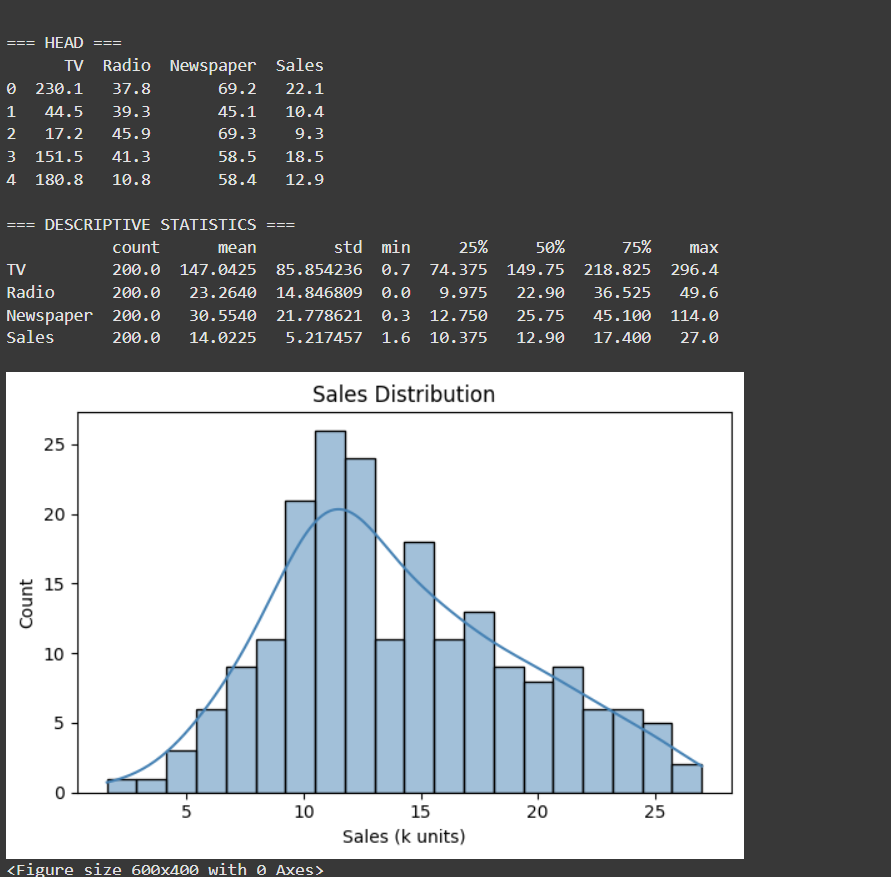 === HEAD ===
TV Radio Newspaper Sales
0 230.1 37.8 69.2 22.1
1 44.5 39.3 45.1 10.4
2 17.2 45.9 69.3 9.3
3 151.5 41.3 58.5 18.5
4 180.8 10.8 58.4 12.9
=== DESCRIPTIVE STATISTICS ===
count mean std min 25% 50% 75% max
TV 200.0 147.0425 85.854236 0.7 74.375 149.75 218.825 296.4
Radio 200.0 23.2640 14.846809 0.0 9.975 22.90 36.525 49.6
Newspaper 200.0 30.5540 21.778621 0.3 12.750 25.75 45.100 114.0
Sales 200.0 14.0225 5.217457 1.6 10.375 12.90 17.400 27.0
Sales Distribution
25
20
15
10
5
0
Count
5 10 15 20 25
Sales (k units)
<Figure size 600x400 with 0 Axes>